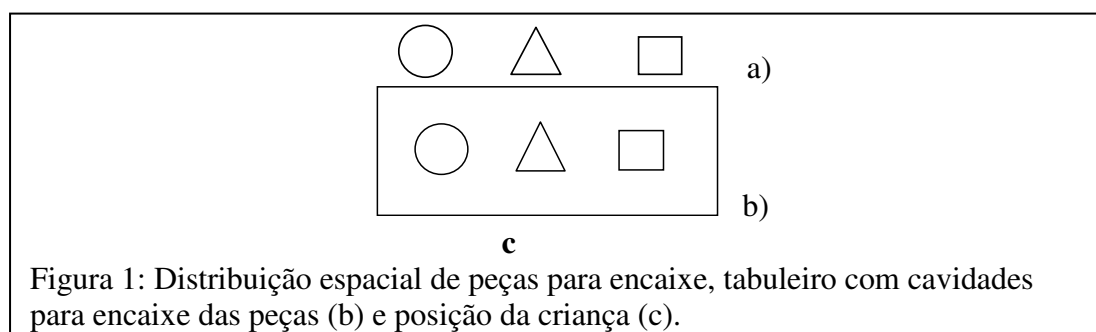 a)
b)
c
Figura 1: Distribuição espacial de peças para encaixe, tabuleiro com cavidades
para encaixe das peças (b) e posição da criança (c).